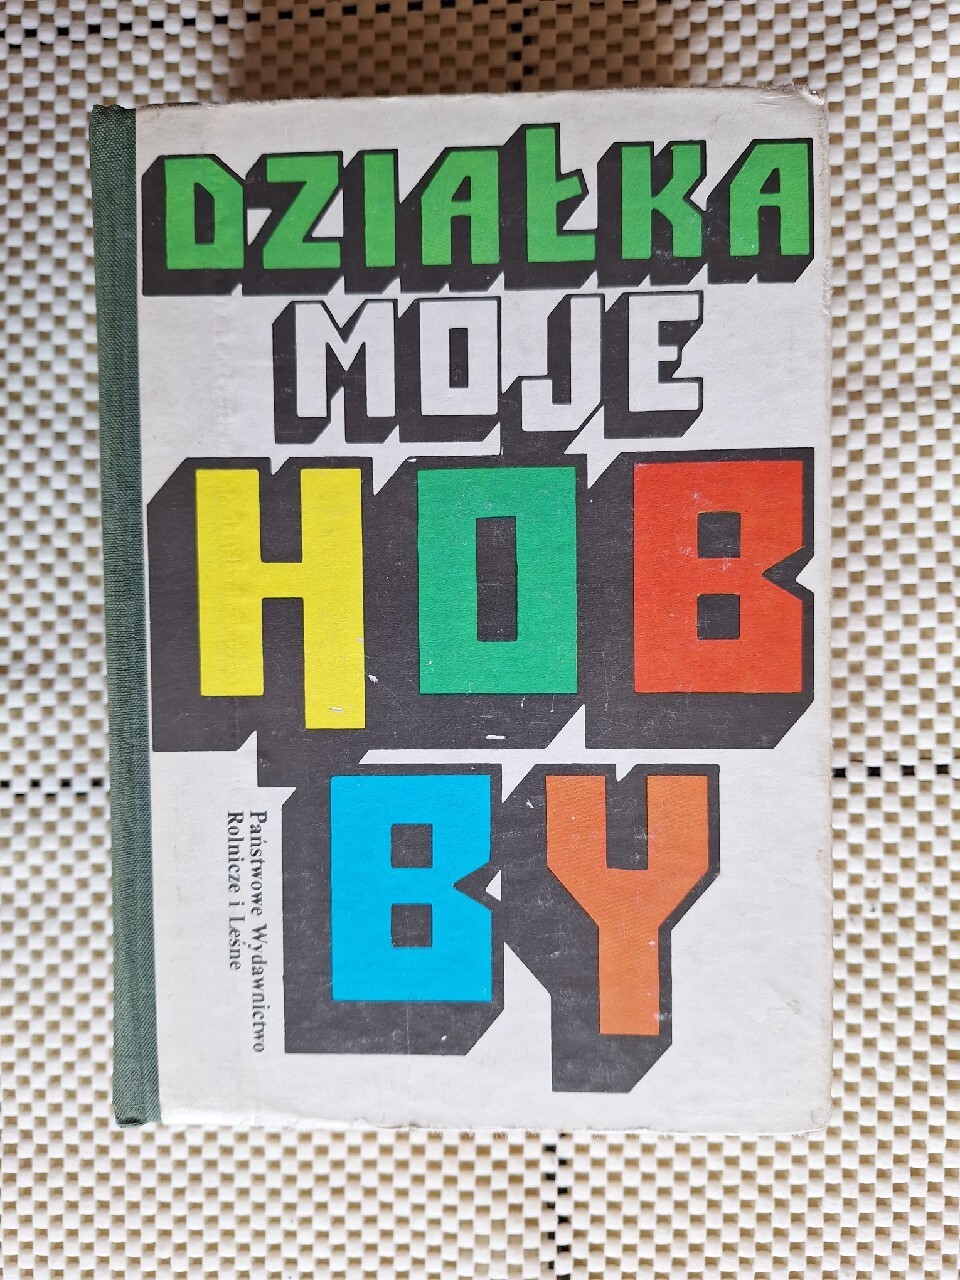 DZIAŁKA
MOJE
HOB
BY
Państwowe Wydawnictwo
Rolnicze i Leśne